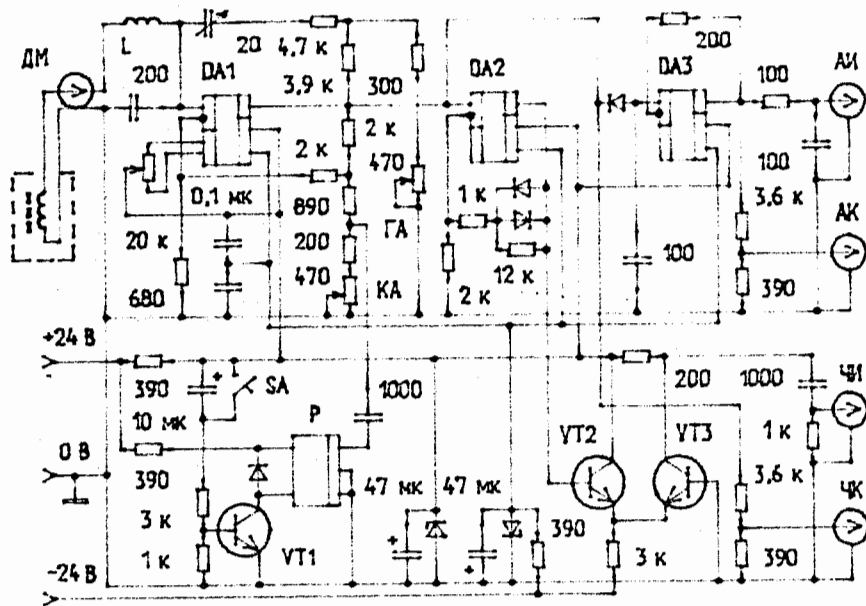 L
20
4,7 к
200
ДМ
200
DA1
3,9 к
300
DA2
DA3
100
АИ
2 к
2 к
470
100
0,1 мк
890
ГА
1 к
3,6 к
АК
20 к
200
12 к
680
470
КА
2 к
100
390
+24 В
390
SA
1000
200
1000
ЧИ
10 мк
Р
VT2
VT3
1 к
0 В
390
47 мк
47 мк
3,6 к
ЧК
3 к
390
1 к
VT1
3 к
390
-24 В